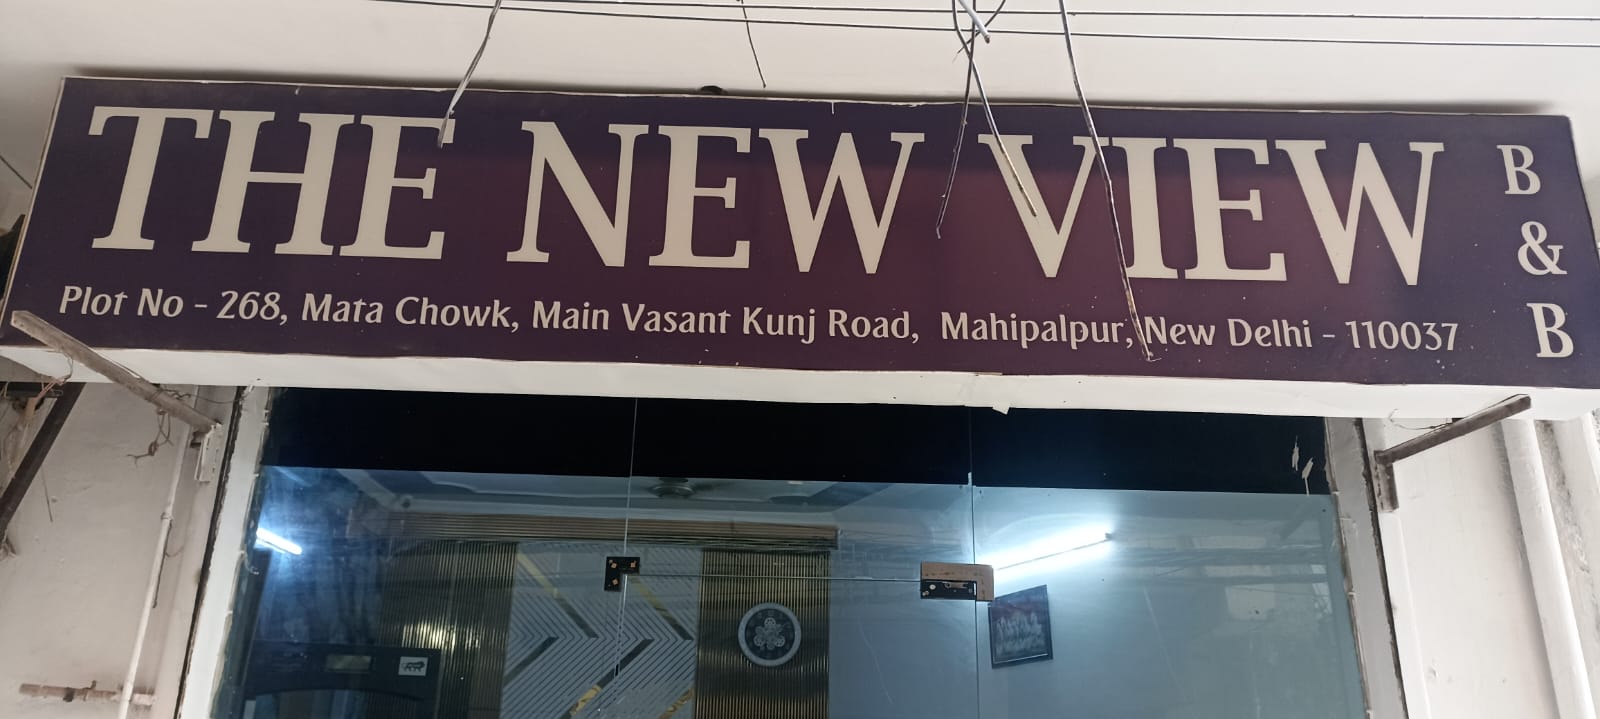 THE NEW VIEW
B
&
B
Plot No - 268, Mata Chowk, Main Vasant Kunj Road, Mahipalpur, New Delhi - 110037